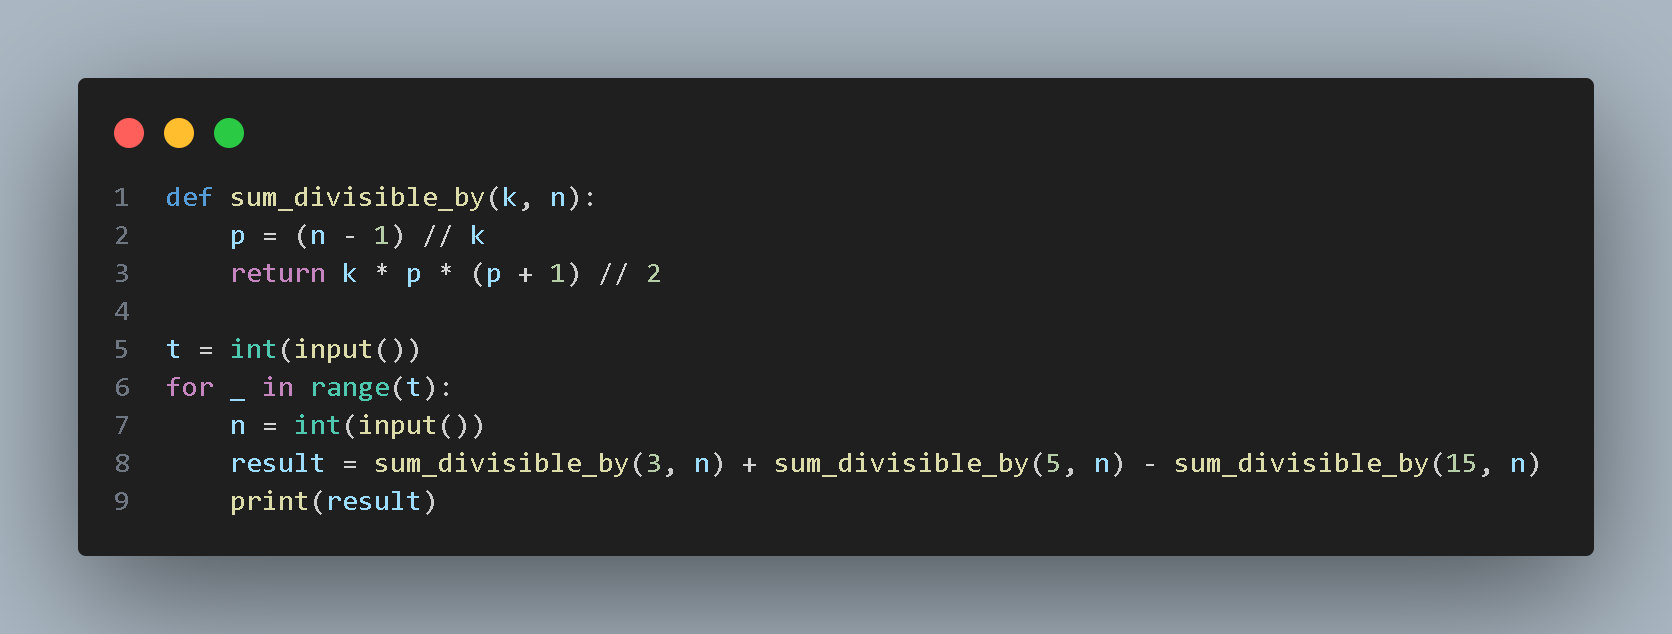 1 def sum_divisible_by(k, n):
2     p = (n - 1) // k
3     return k * p * (p + 1) // 2
4
5 t = int(input())
6 for _ in range(t):
7     n = int(input())
8     result = sum_divisible_by(3, n) + sum_divisible_by(5, n) - sum_divisible_by(15, n)
9     print(result)